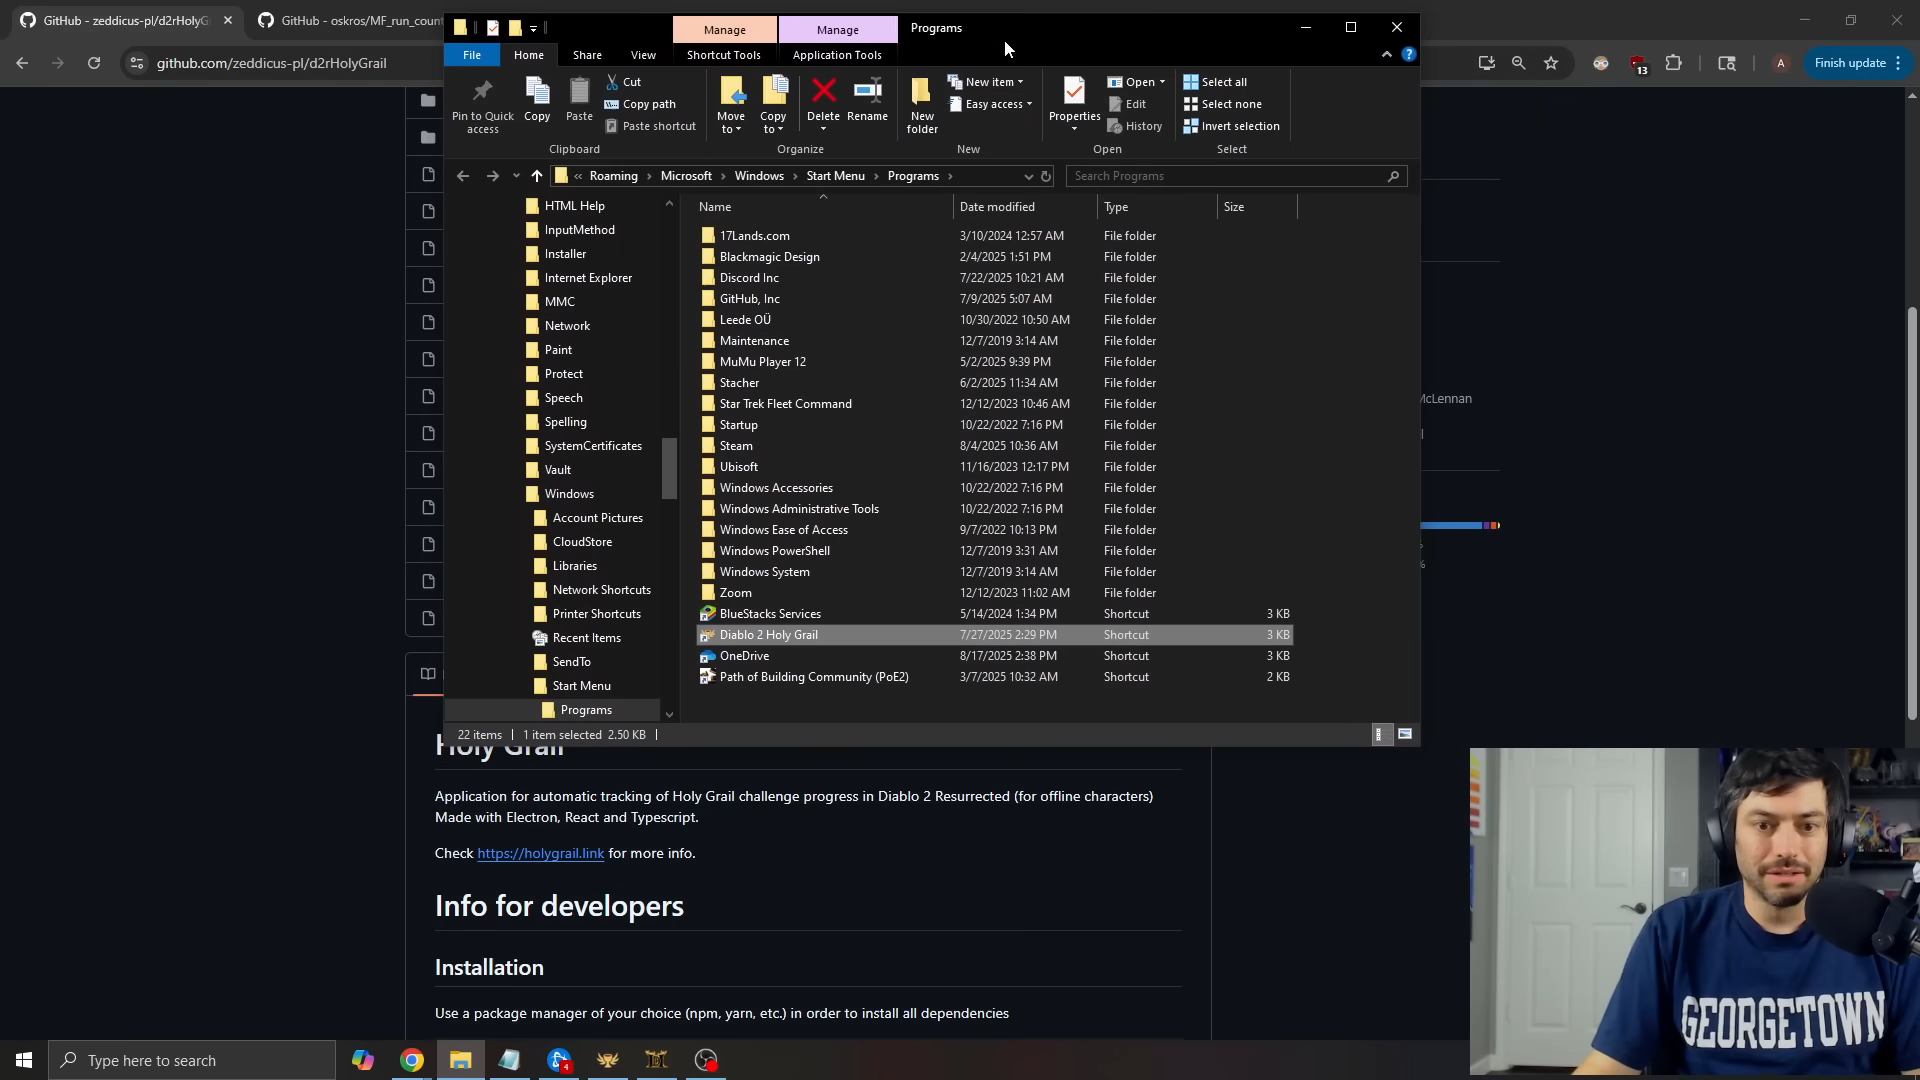 GitHub - zeddicus-pl/d2rHolyG
GitHub - oskros/MF_run_coun
github.com/zeddicus-pl/d2rHolyGrail
13
A
Finish update
Manage
Manage
Programs
File
Home
Share
View
Shortcut Tools
Application Tools
Pin to Quick access
Copy
Paste
Cut
Copy path
Paste shortcut
Clipboard
Move to
Copy to
Delete
Rename
Organize
New folder
New item
Easy access
New
Properties
Open
Edit
History
Open
Select all
Select none
Invert selection
Select
« Roaming > Microsoft > Windows > Start Menu > Programs >
Search Programs
HTML Help
InputMethod
Installer
Internet Explorer
MMC
Network
Paint
Protect
Speech
Spelling
SystemCertificates
Vault
Windows
Account Pictures
CloudStore
Libraries
Network Shortcuts
Printer Shortcuts
Recent Items
SendTo
Start Menu
Programs
Name Date modified Type Size
17Lands.com 3/10/2024 12:57 AM File folder
Blackmagic Design 2/4/2025 1:51 PM File folder
Discord Inc 7/22/2025 10:21 AM File folder
GitHub, Inc 7/9/2025 5:07 AM File folder
Leede OÜ 10/30/2022 10:50 AM File folder
Maintenance 12/7/2019 3:14 AM File folder
MuMu Player 12 5/2/2025 9:39 PM File folder
Stacher 6/2/2025 11:34 AM File folder
Star Trek Fleet Command 12/12/2023 10:46 AM File folder
Startup 10/22/2022 7:16 PM File folder
Steam 8/4/2025 10:36 AM File folder
Ubisoft 11/16/2023 12:17 PM File folder
Windows Accessories 10/22/2022 7:16 PM File folder
Windows Administrative Tools 10/22/2022 7:16 PM File folder
Windows Ease of Access 9/7/2022 10:13 PM File folder
Windows PowerShell 12/7/2019 3:31 AM File folder
Windows System 12/7/2019 3:14 AM File folder
Zoom 12/12/2023 11:02 AM File folder
BlueStacks Services 5/14/2024 1:34 PM Shortcut 3 KB
Diablo 2 Holy Grail 7/27/2025 2:29 PM Shortcut 3 KB
OneDrive 8/17/2025 2:38 PM Shortcut 3 KB
Path of Building Community (PoE2) 3/7/2025 10:32 AM Shortcut 2 KB
McLennan
22 items 1 item selected 2.50 KB
Holy Grail
Application for automatic tracking of Holy Grail challenge progress in Diablo 2 Resurrected (for offline characters)
Made with Electron, React and Typescript.
Check https://holygrail.link for more info.
Info for developers
Installation
Use a package manager of your choice (npm, yarn, etc.) in order to install all dependencies
GEORGETOWN
Type here to search
4